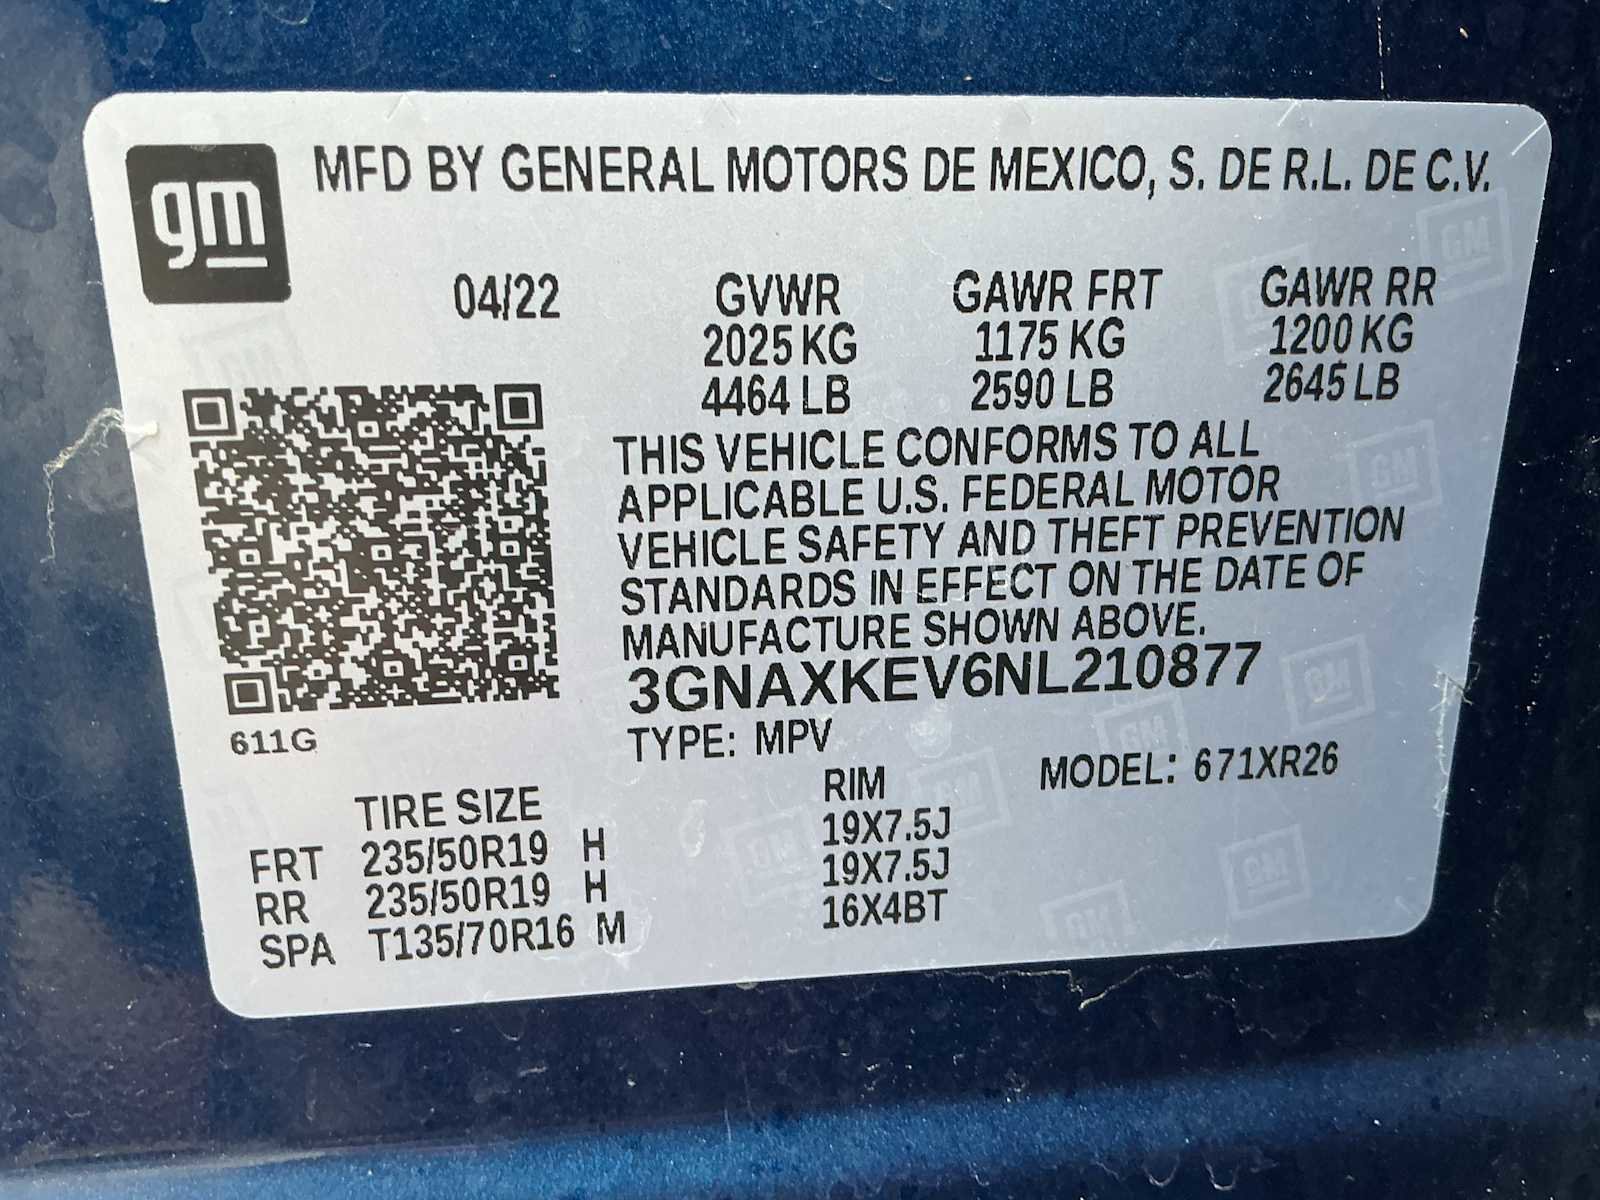 gm
MFD BY GENERAL MOTORS DE MEXICO, S. DE R.L. DE C.V.
04/22 GVWR GAWR FRT GAWR RR
2025 KG 1175 KG 1200 KG
4464 LB 2590 LB 2645 LB
THIS VEHICLE CONFORMS TO ALL
APPLICABLE U.S. FEDERAL MOTOR
VEHICLE SAFETY AND THEFT PREVENTION
STANDARDS IN EFFECT ON THE DATE OF
MANUFACTURE SHOWN ABOVE.
3GNAXKEV6NL210877
611G
TYPE: MPV MODEL: 671XR26
TIRE SIZE RIM
FRT 235/50R19 H 19X7.5J
RR 235/50R19 H 19X7.5J
SPA T135/70R16 M 16X4BT